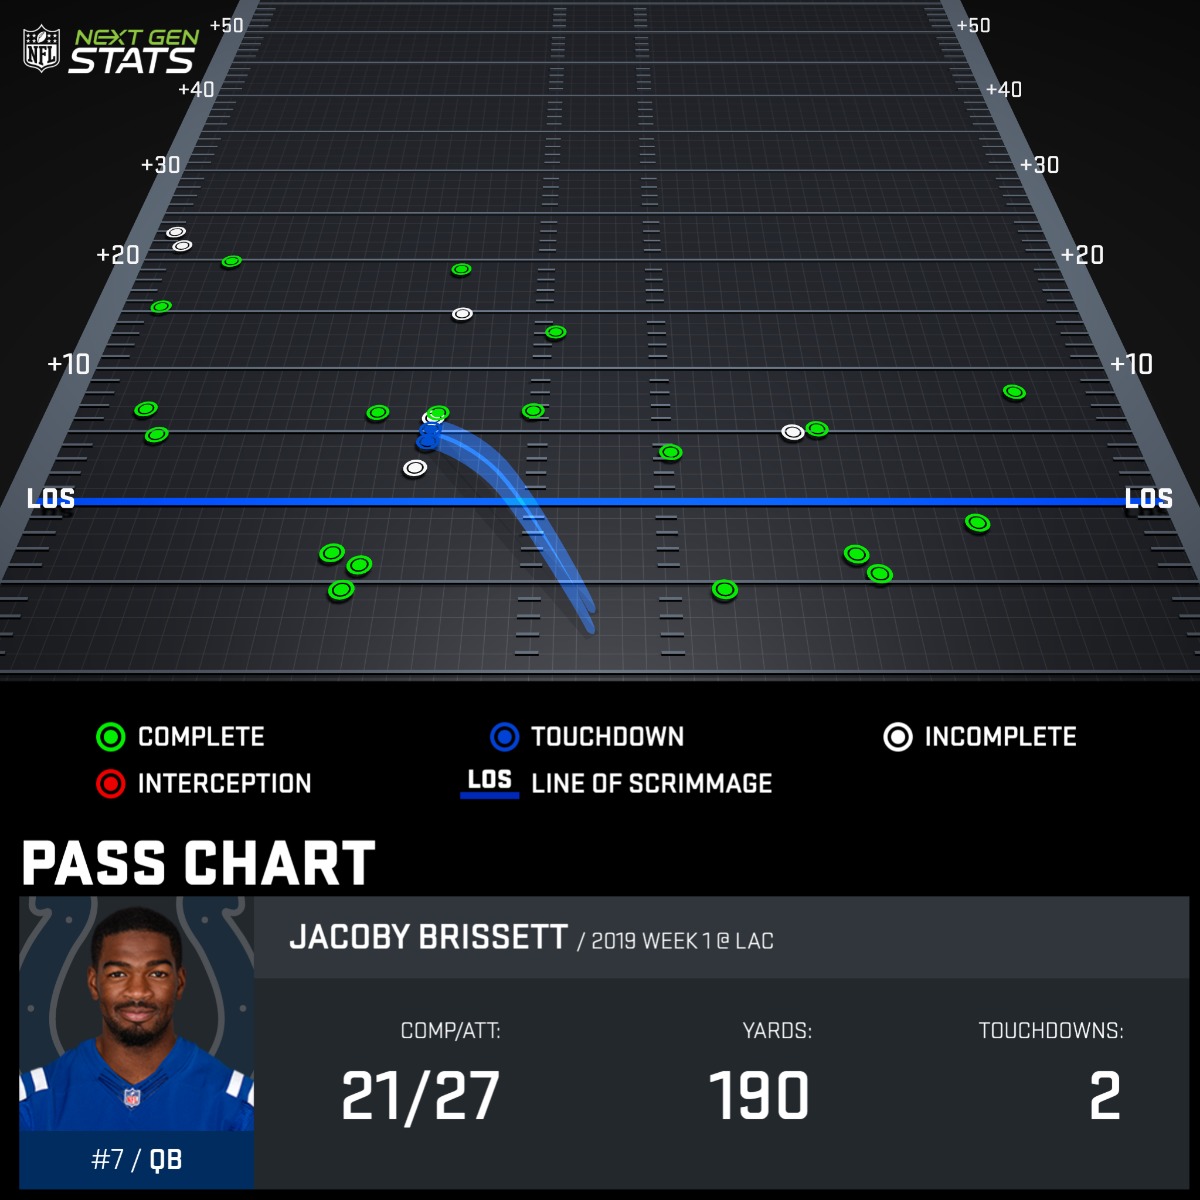 +50 +50
NFL NEXT GEN
STATS
+40 +40
+30 +30
+20 +20
+10 +10
LOS LOS
COMPLETE TOUCHDOWN INCOMPLETE
INTERCEPTION LOS LINE OF SCRIMMAGE
PASS CHART
JACOBY BRISSETT / 2019 WEEK 1 @ LAC
COMP/ATT: YARDS: TOUCHDOWNS:
21/27 190 2
#7 / QB